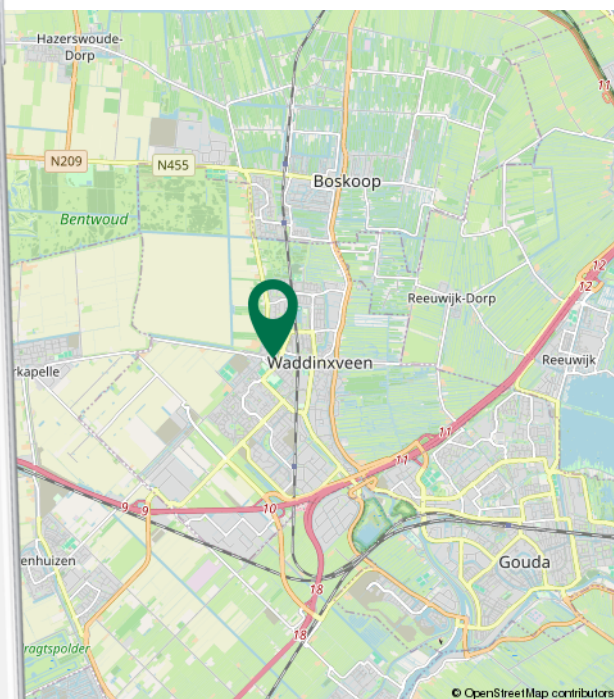 Hazerswoude-
Dorp
11
N209
N455
Boskoop
Bentwoud
12
12
Reeuwijk-Dorp
Waddinxveen
Reeuwijk
rkapelle
11
11
9
9
10
enhuizen
Gouda
18
18
ragtspolder
© OpenStreetMap contributors